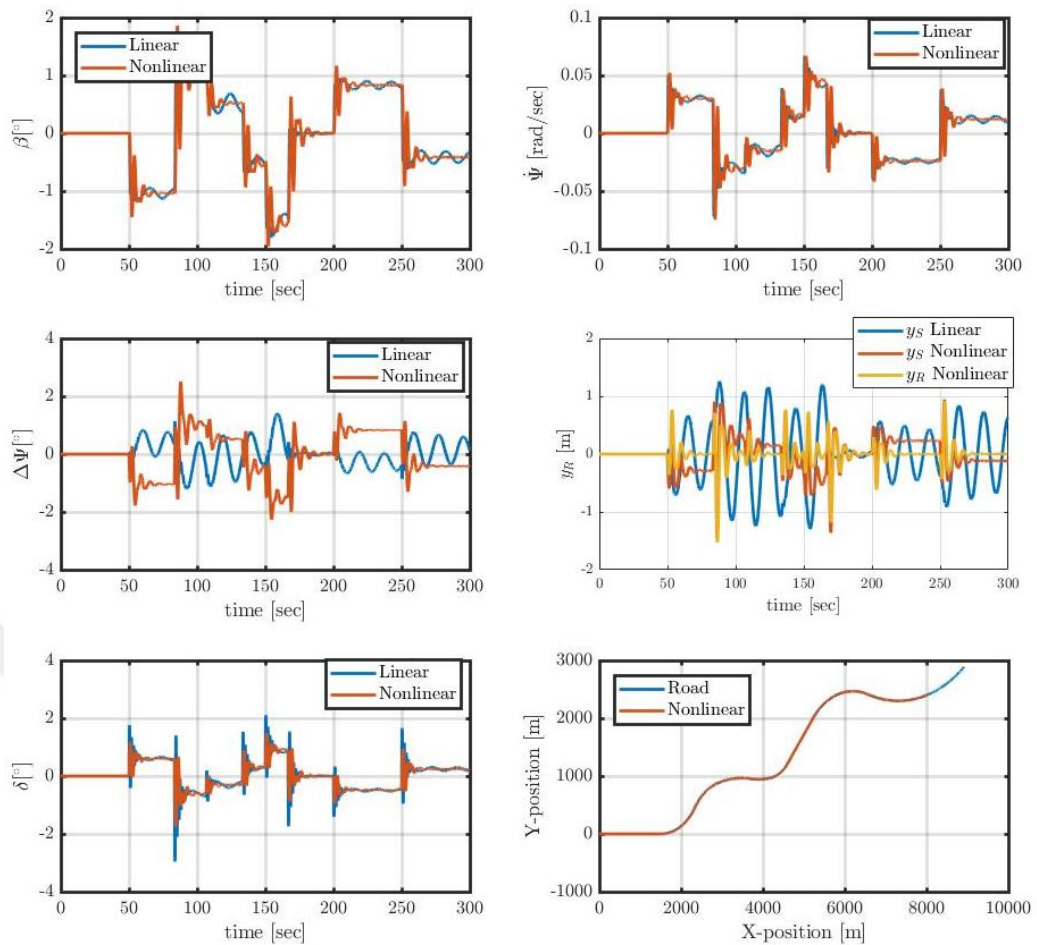 2
1
0
-1
-2
β[°]
Linear
Nonlinear
0 50 100 150 200 250 300
time [sec]
0.1
0.05
0
-0.05
-0.1
Ψ̇ [rad/sec]
Linear
Nonlinear
0 50 100 150 200 250 300
time [sec]
4
2
0
-2
-4
ΔΨ[°]
Linear
Nonlinear
0 50 100 150 200 250 300
time [sec]
2
1
0
-1
-2
y_R [m]
y_S Linear
y_S Nonlinear
y_R Nonlinear
0 50 100 150 200 250 300
time [sec]
4
2
0
-2
-4
δ[°]
Linear
Nonlinear
0 50 100 150 200 250 300
time [sec]
3000
2000
1000
0
-1000
Y-position [m]
Road
Nonlinear
0 2000 4000 6000 8000 10000
X-position [m]